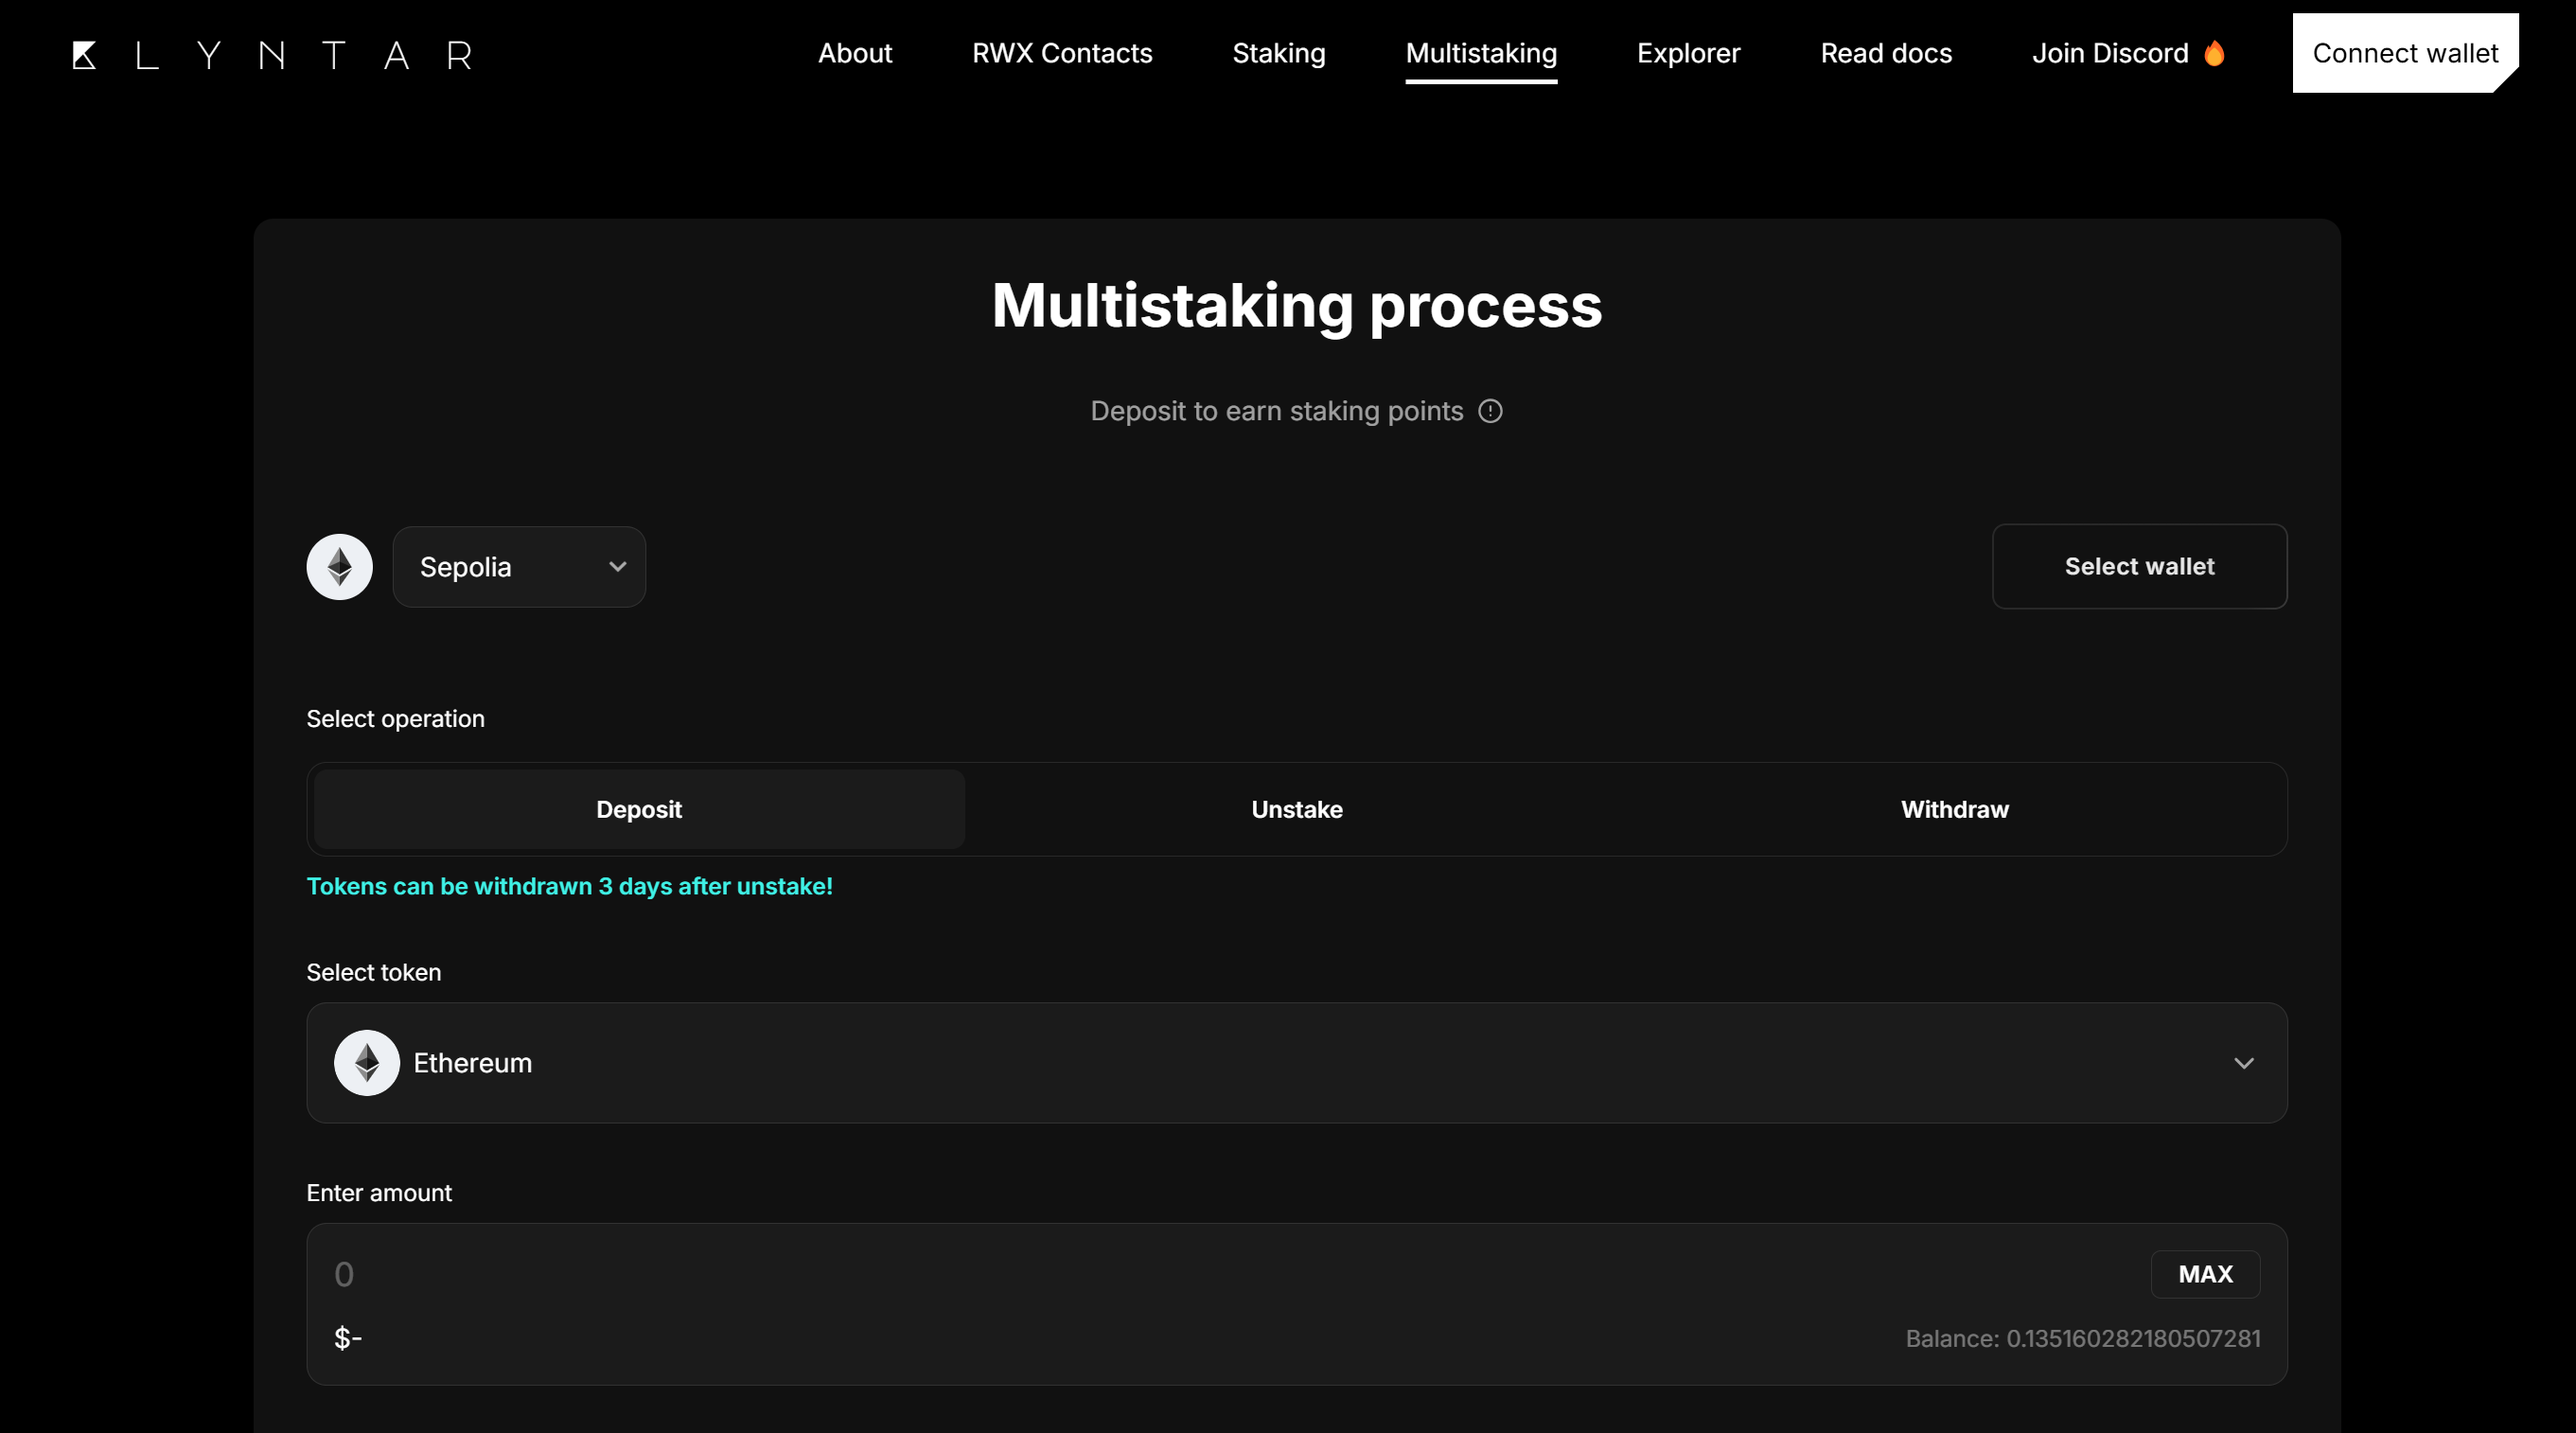 KLYNTAR
About RWX Contacts Staking Multistaking Explorer Read docs Join Discord 🔥 Connect wallet
Multistaking process
Deposit to earn staking points
Sepolia
Select wallet
Select operation
Deposit Unstake Withdraw
Tokens can be withdrawn 3 days after unstake!
Select token
Ethereum
Enter amount
0
MAX
$-
Balance: 0.135160282180507281